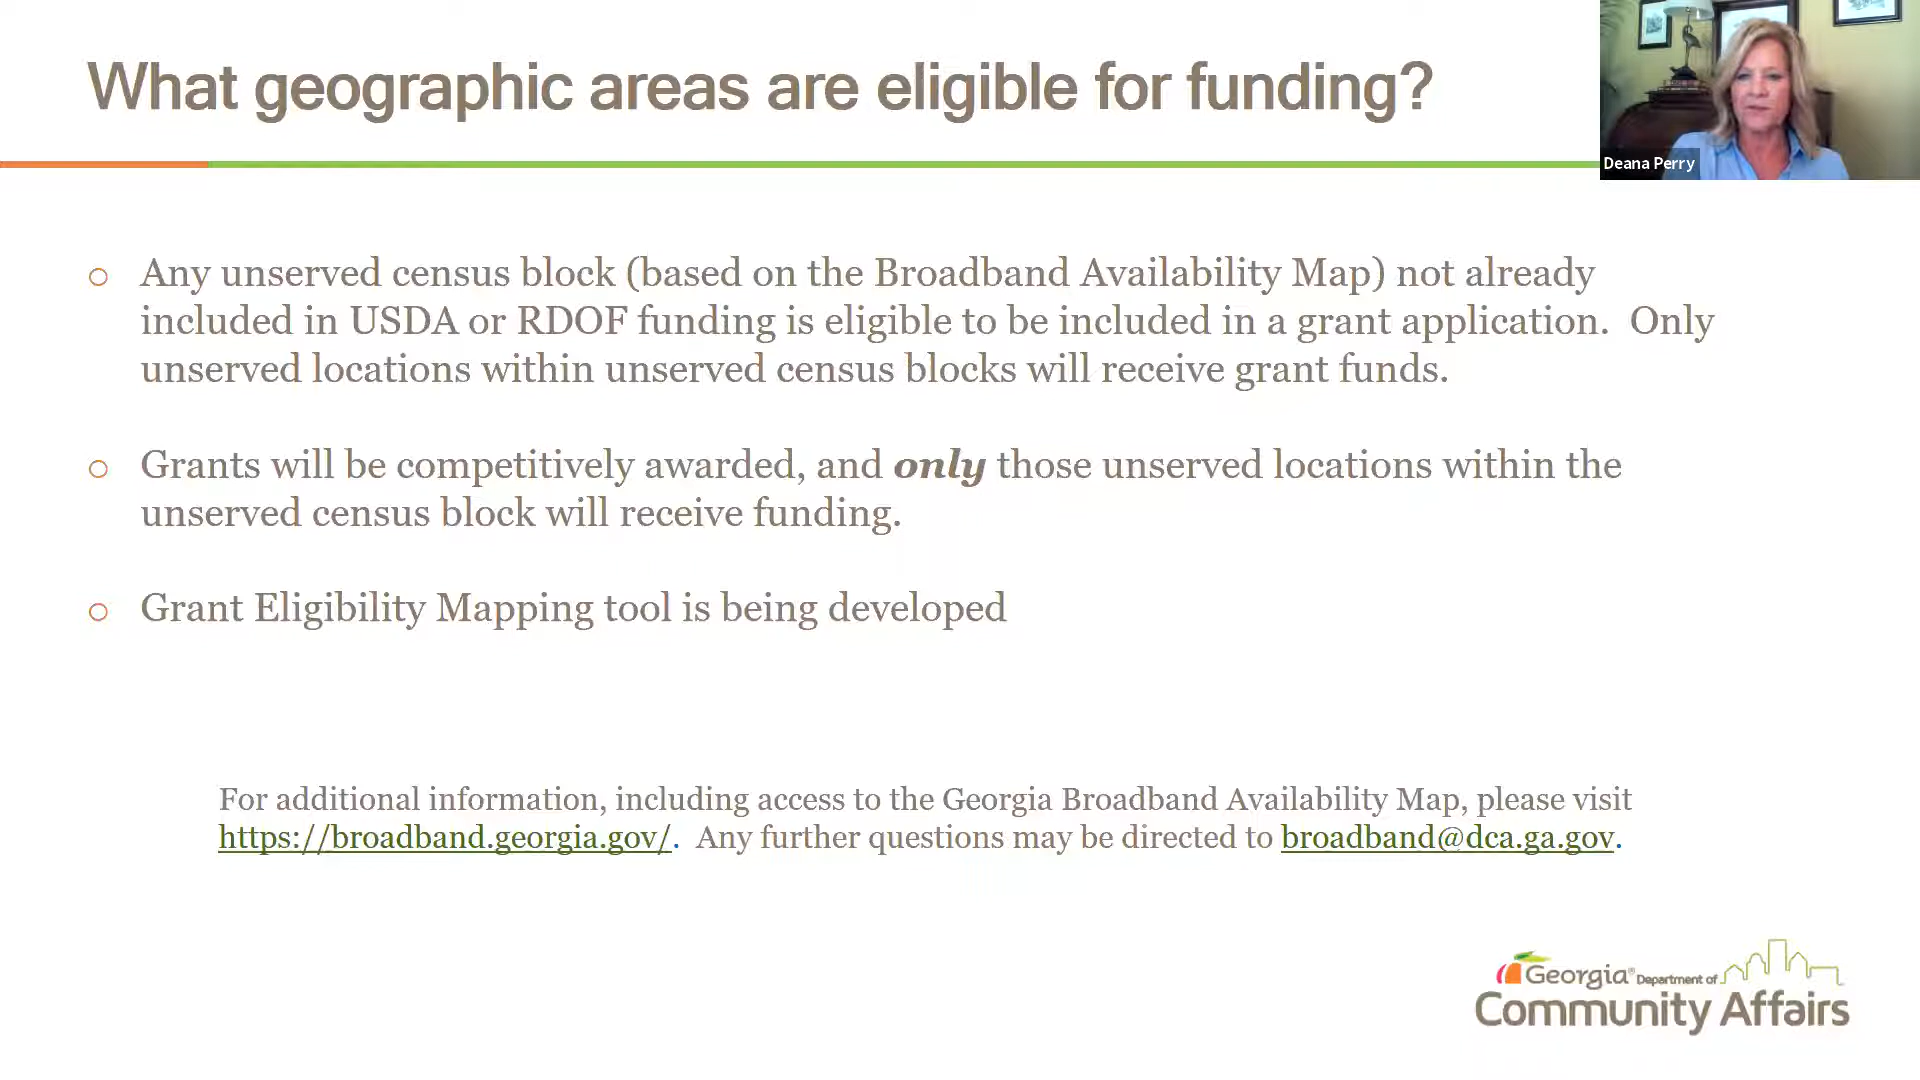 What geographic areas are eligible for funding?
Deana Perry
Any unserved census block (based on the Broadband Availability Map) not already
included in USDA or RDOF funding is eligible to be included in a grant application.  Only
unserved locations within unserved census blocks will receive grant funds.
Grants will be competitively awarded, and only those unserved locations within the
unserved census block will receive funding.
Grant Eligibility Mapping tool is being developed
For additional information, including access to the Georgia Broadband Availability Map, please visit
https://broadband.georgia.gov/.  Any further questions may be directed to broadband@dca.ga.gov.
Georgia® Department of
Community Affairs